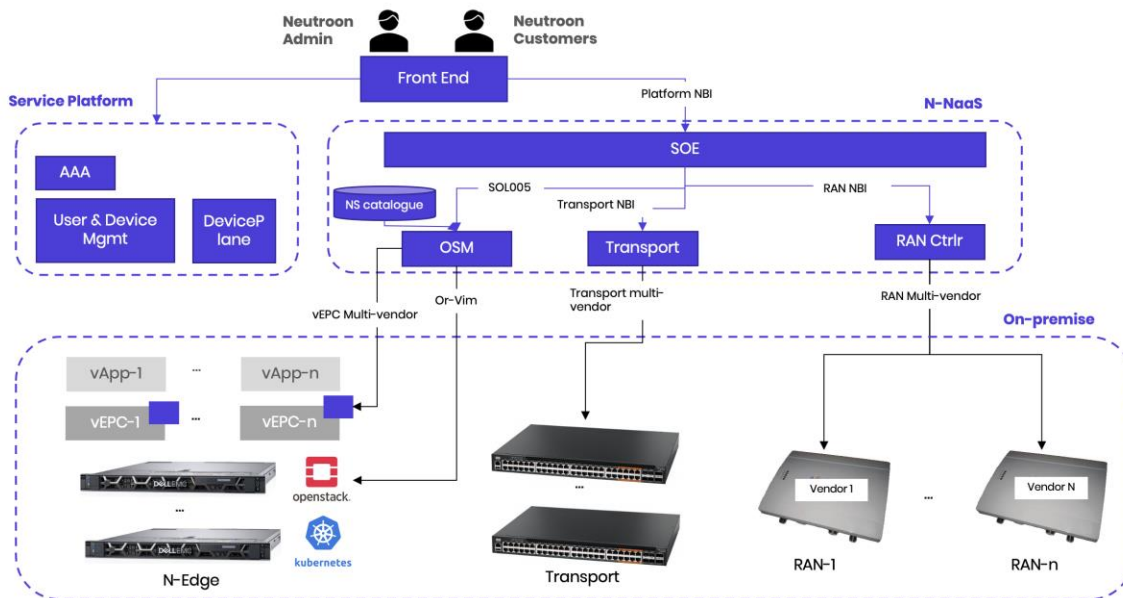 Neutroon
Admin
Neutroon
Customers
Front End
Platform NBI
Service Platform
N-NaaS
SOE
AAA
SOL005
RAN NBI
NS catalogue
Transport NBI
User & Device
Mgmt
DeviceP
lane
OSM
Transport
RAN Ctrlr
Or-Vim
Transport multi-
vendor
RAN Multi-vendor
vEPC Multi-vendor
On-premise
vApp-1
...
vApp-n
vEPC-1
...
vEPC-n
DELLEMC
openstack.
...
...
Vendor 1
...
Vendor N
DELLEMC
kubernetes
N-Edge
Transport
RAN-1
RAN-n